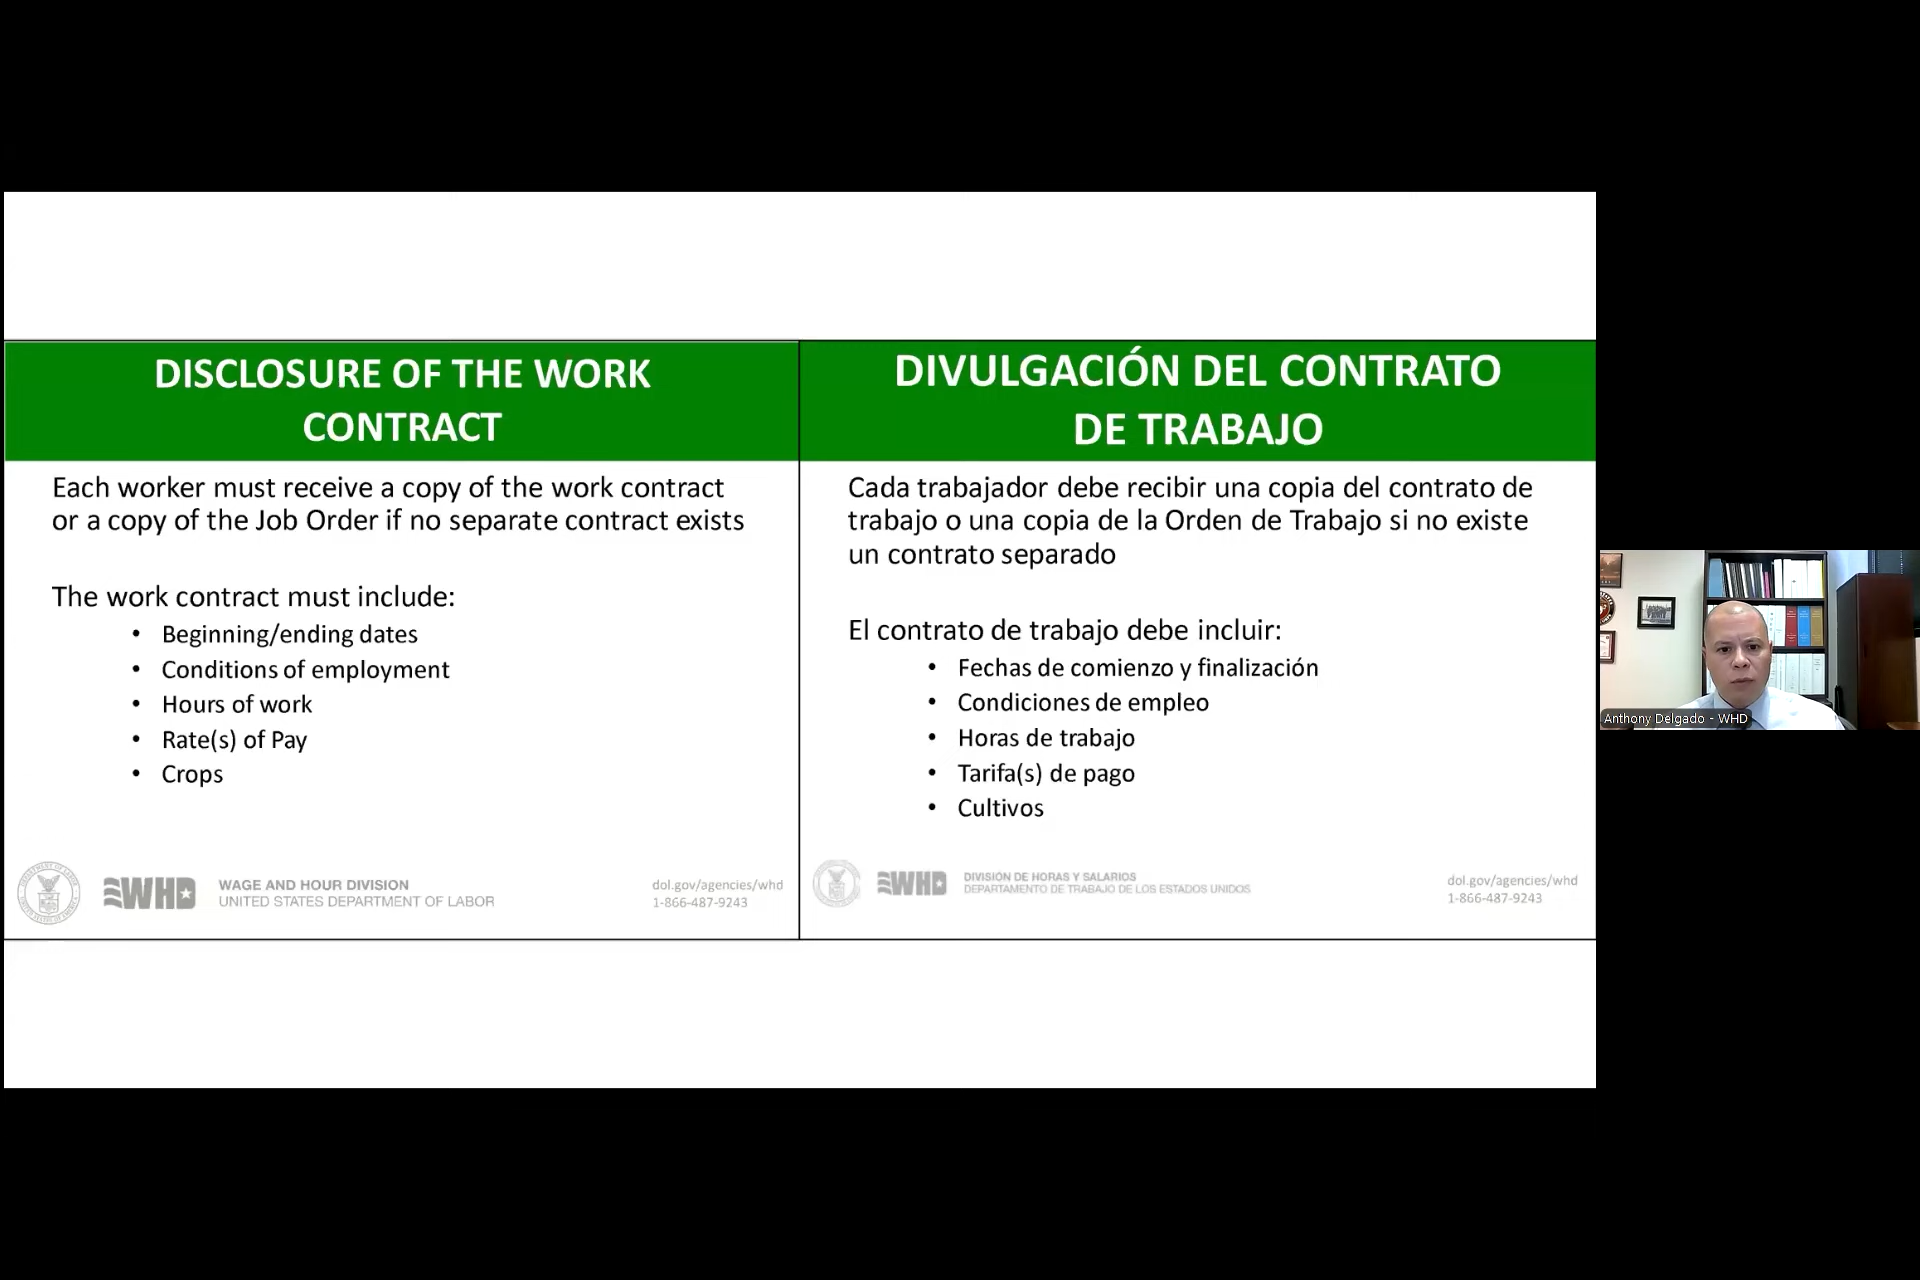 DISCLOSURE OF THE WORK
CONTRACT
Each worker must receive a copy of the work contract
or a copy of the Job Order if no separate contract exists
The work contract must include:
• Beginning/ending dates
• Conditions of employment
• Hours of work
• Rate(s) of Pay
• Crops
WHD
WAGE AND HOUR DIVISION
UNITED STATES DEPARTMENT OF LABOR
dol.gov/agencies/whd
1-866-487-9243
DIVULGACIÓN DEL CONTRATO
DE TRABAJO
Cada trabajador debe recibir una copia del contrato de
trabajo o una copia de la Orden de Trabajo si no existe
un contrato separado
El contrato de trabajo debe incluir:
• Fechas de comienzo y finalización
• Condiciones de empleo
• Horas de trabajo
• Tarifa(s) de pago
• Cultivos
WHD
DIVISIÓN DE HORAS Y SALARIOS
DEPARTAMENTO DE TRABAJO DE LOS ESTADOS UNIDOS
dol.gov/agencies/whd
1-866-487-9243
Anthony Delgado - WHD